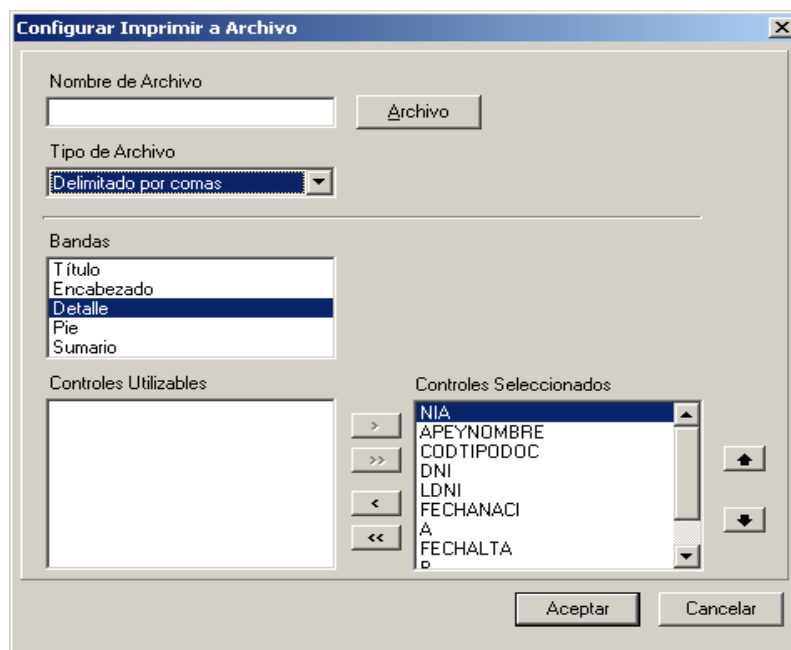 Configurar Imprimir a Archivo
Nombre de Archivo
Archivo
Tipo de Archivo
Delimitado por comas
Bandas
Título
Encabezado
Detalle
Pie
Sumario
Controles Utilizables
Controles Seleccionados
>
>>
<
<<
NIA
APEYNOMBRE
CODTIPODOC
DNI
LDNI
FECHANACI
A
FECHALTA
Aceptar
Cancelar